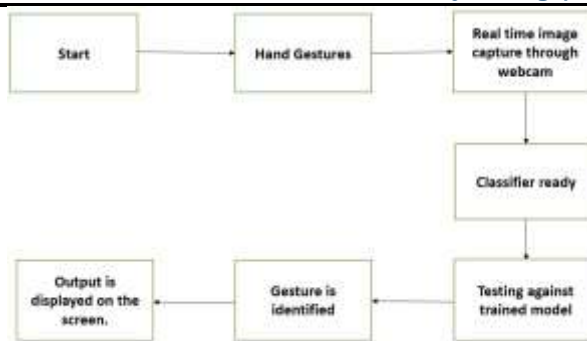 Start
Hand Gestures
Real time image
capture through
webcam
Classifier ready
Testing against
trained model
Gesture is
identified
Output is
displayed on the
screen.